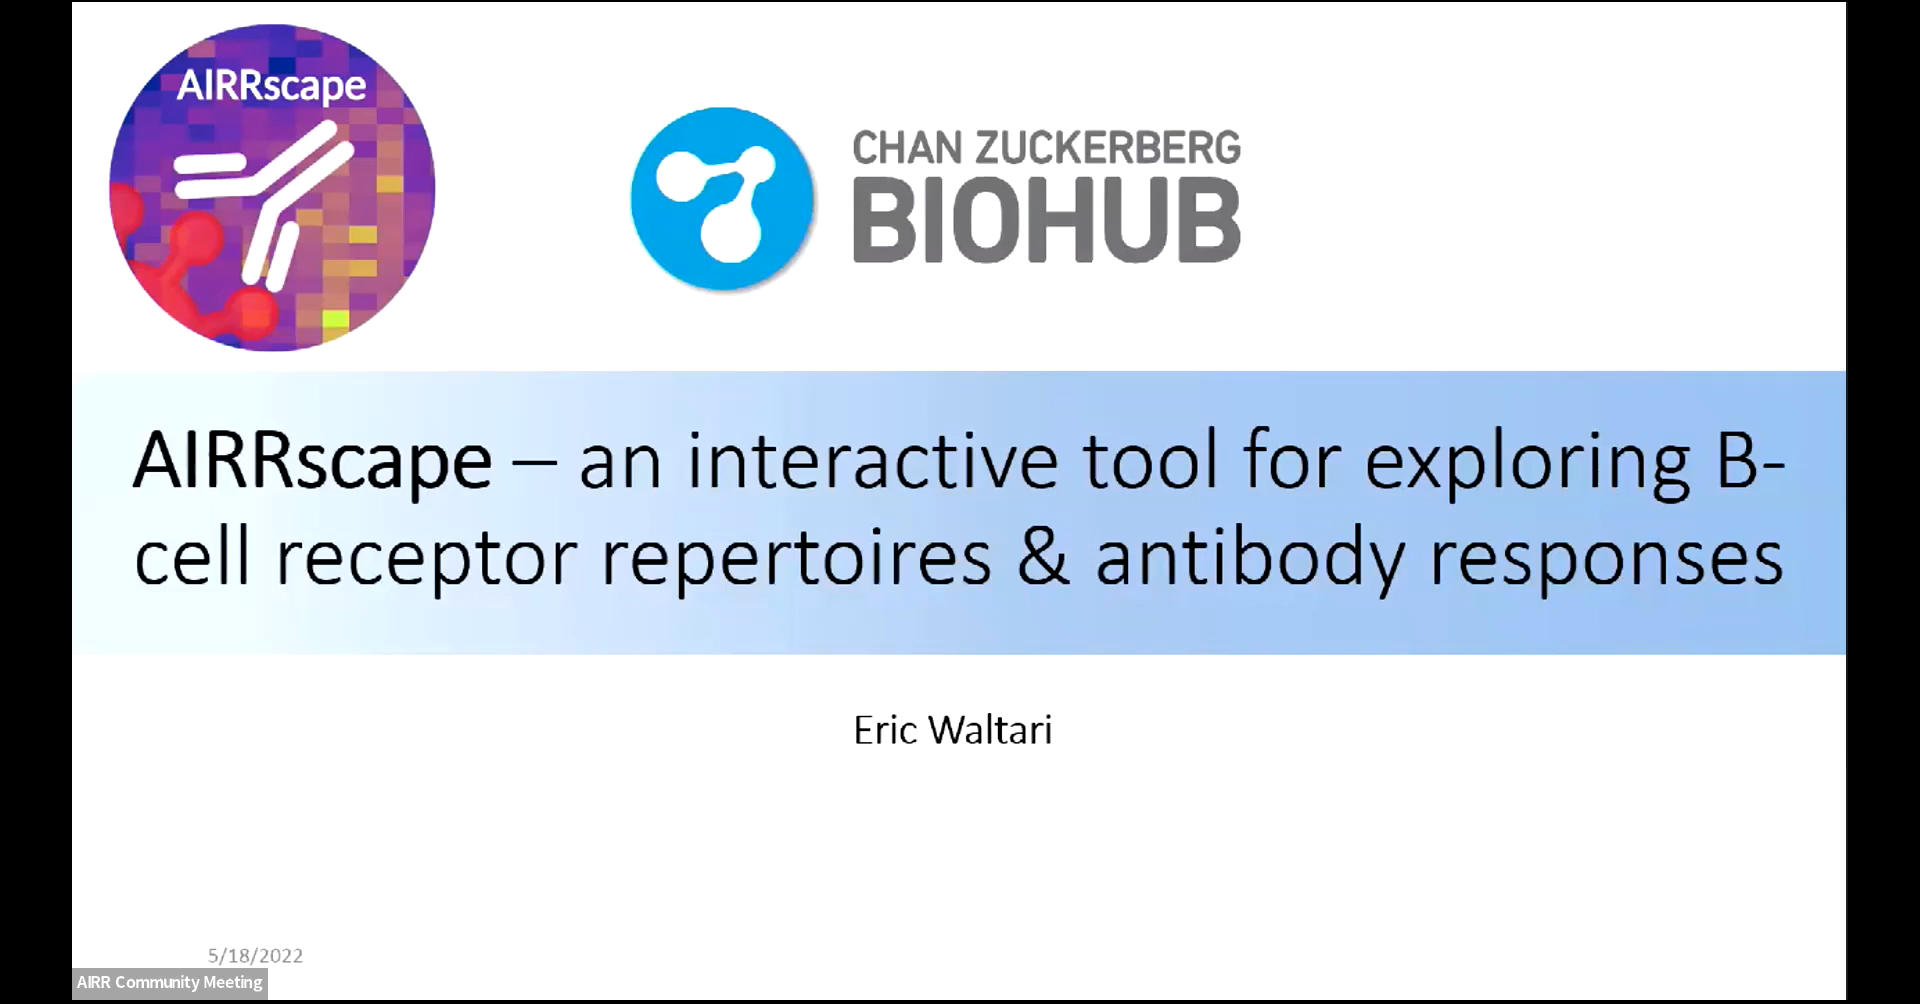 AIRRscape
CHAN ZUCKERBERG
BIOHUB
AIRRscape – an interactive tool for exploring B-
cell receptor repertoires & antibody responses
Eric Waltari
5/18/2022
AIRR Community Meeting